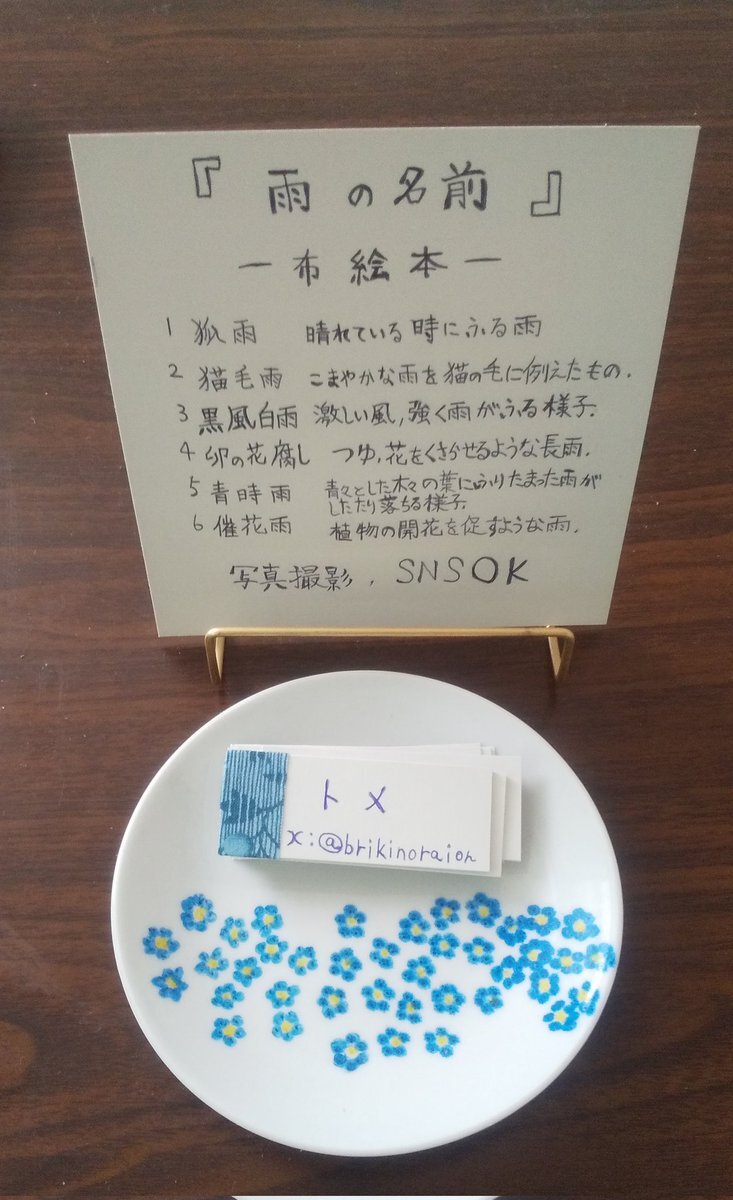 『雨の名前』
ー布絵本ー
1 狐雨 晴れている時にふる雨
2 猫毛雨 こまやかな雨を猫の毛に例えたもの.
3 黒風白雨 激しい風,強く雨がふる様子.
4 卯の花腐し つゆ,花をくさらせるような長雨.
5 青時雨 青々とした木々の葉にふりたまった雨が
したたり落ちる様子.
6 催花雨 植物の開花を促すような雨.
写真撮影, SNSOK
トメ
X:@brikinoraion